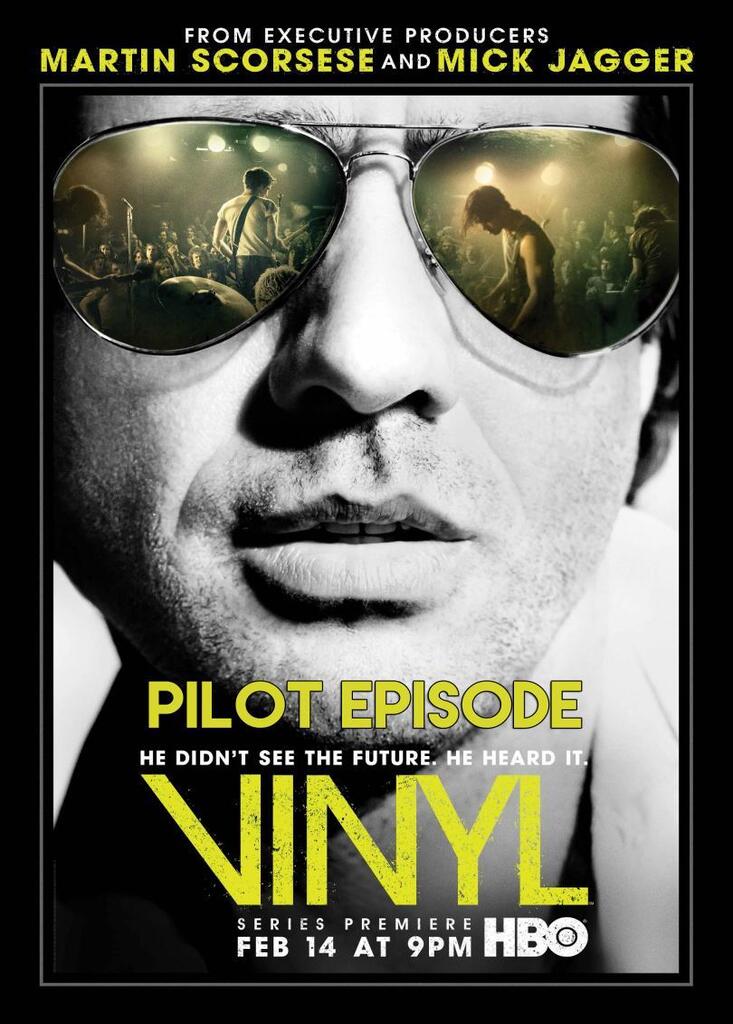 FROM EXECUTIVE PRODUCERS
MARTIN SCORSESE AND MICK JAGGER
PILOT EPISODE
HE DIDN'T SEE THE FUTURE. HE HEARD IT.
VINYL
SERIES PREMIERE
FEB 14 AT 9PM HBO